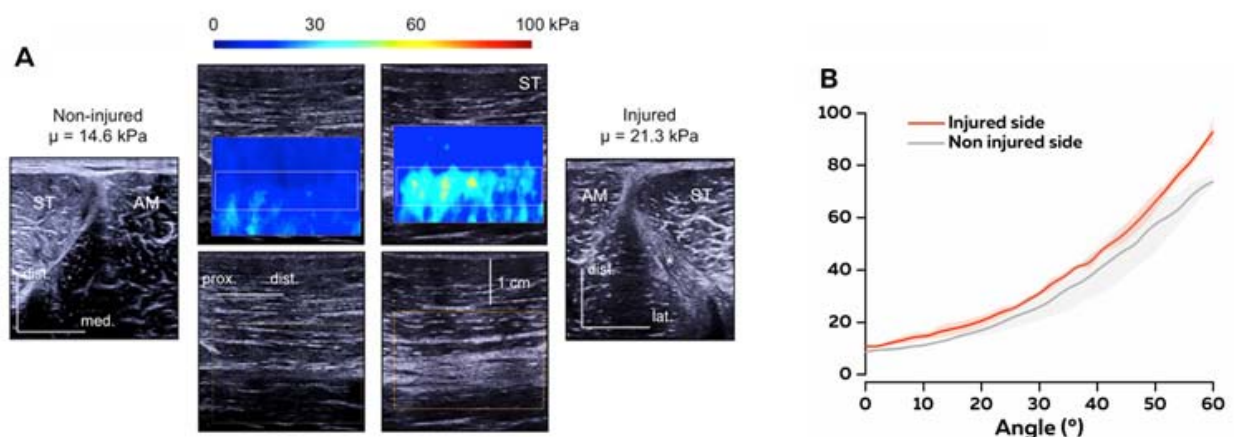 0 30 60 100 kPa
A
Non-injured
μ = 14.6 kPa
ST AM
dist.
med.
ST
prox. dist.
1 cm
Injured
μ = 21.3 kPa
AM ST
dist.
lat.
B
100
80
60
40
20
0
Injured side
Non injured side
0 10 20 30 40 50 60
Angle (º)